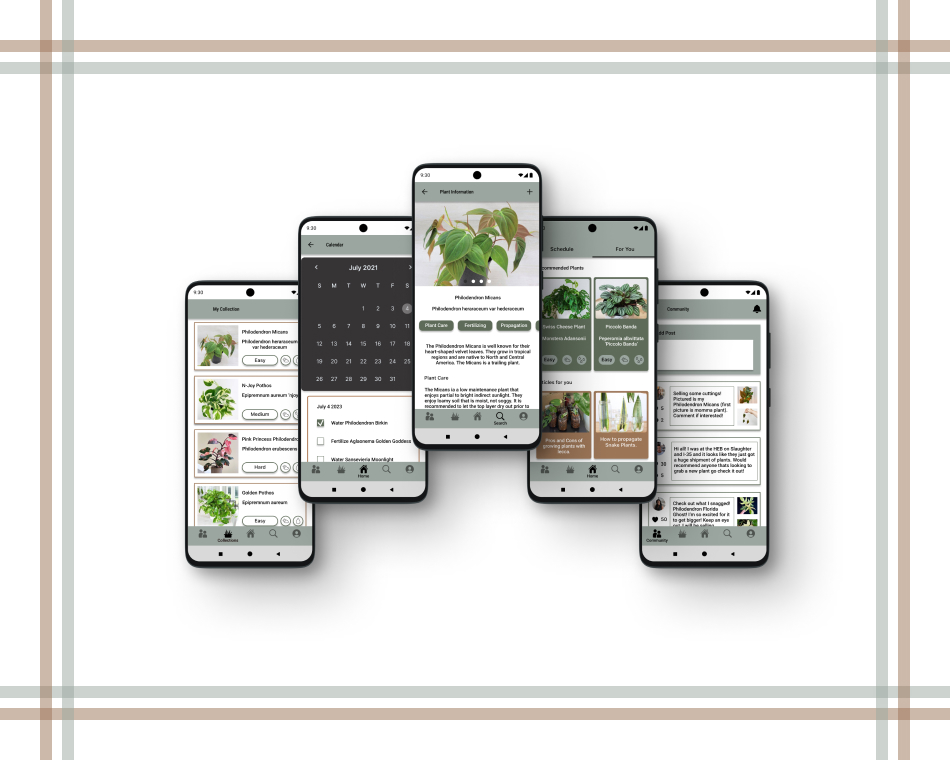 9:30
My Collection
Philodendron Micans
Philodendron heraraceum
var hederaceum
Easy
N-Joy Pothos
Epipremnum aureum 'njoy
Medium
Pink Princess Philodendro
Philodendron erubescens
Hard
Golden Pothos
Epipremnum aureum
Easy
Collections
9:30
Calendar
July 2021
S M T W T F S
1 2 3 4
5 6 7 8 9 10 11
12 13 14 15 16 17 18
19 20 21 22 23 24 25
26 27 28 29 30 31
July 4 2023
Water Philodendron Birkin
Fertilize Aglaonema Golden Goddess
Water Sansevieria Moonlight
Home
9:30
Plant Information
Philodendron Micans
Philodendron heraraceum var hederaceum
Plant Care
Fertilizing
Propagation
The Philodendron Micans is well known for their
heart-shaped velvet leaves. They grow in tropical
regions and are native to North and Central
America. The Micans is a trailing plant.
Plant Care
The Micans is a low maintenance plant that
enjoys partial to bright indirect sunlight. They
enjoy loamy soil that is moist, not soggy. It is
recommended to let the top layer dry out prior to
Search
Schedule
For You
ommended Plants
Swiss Cheese Plant
Monstera Adansonii
Easy
Piccolo Banda
Peperomia albovittata
'Piccolo Banda'
Easy
icles for you
Pros and Cons of
growing plants with
lecca.
How to propagate
Snake Plants.
Home
Community
dd Post
Selling some cuttings!
Pictured is my
Philodendron Micans (first
picture is momma plant).
Comment if interested!
5
3
Hi all! I was at the HEB on Slaughter
and I-35 and it looks like they just got
a huge shipment of plants. Would
recommend anyone thats looking to
grab a new plant go check it out!
38
8
Check out what I snagged!
Philodendron Florida
Ghost! I'm so excited for it
to get bigger! Keep an eye
out, I will be selling
50
Community